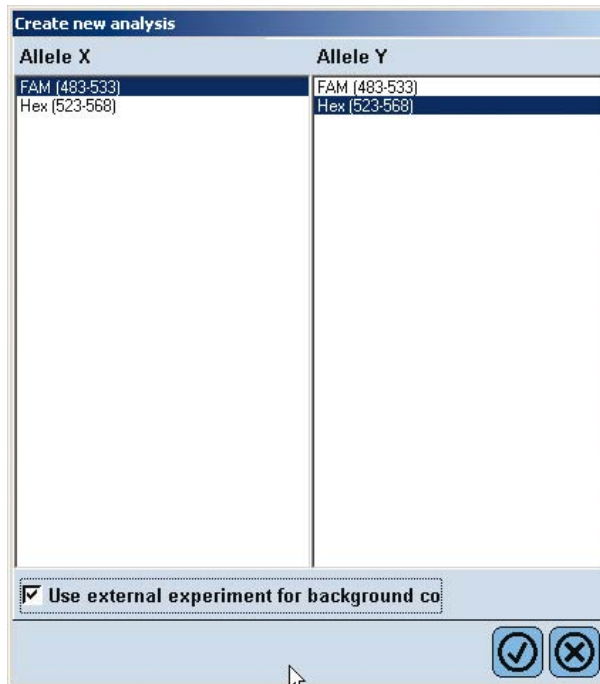 Create new analysis
Allele X Allele Y
FAM (483-533) FAM (483-533)
Hex (523-568) Hex (523-568)
Use external experiment for background co